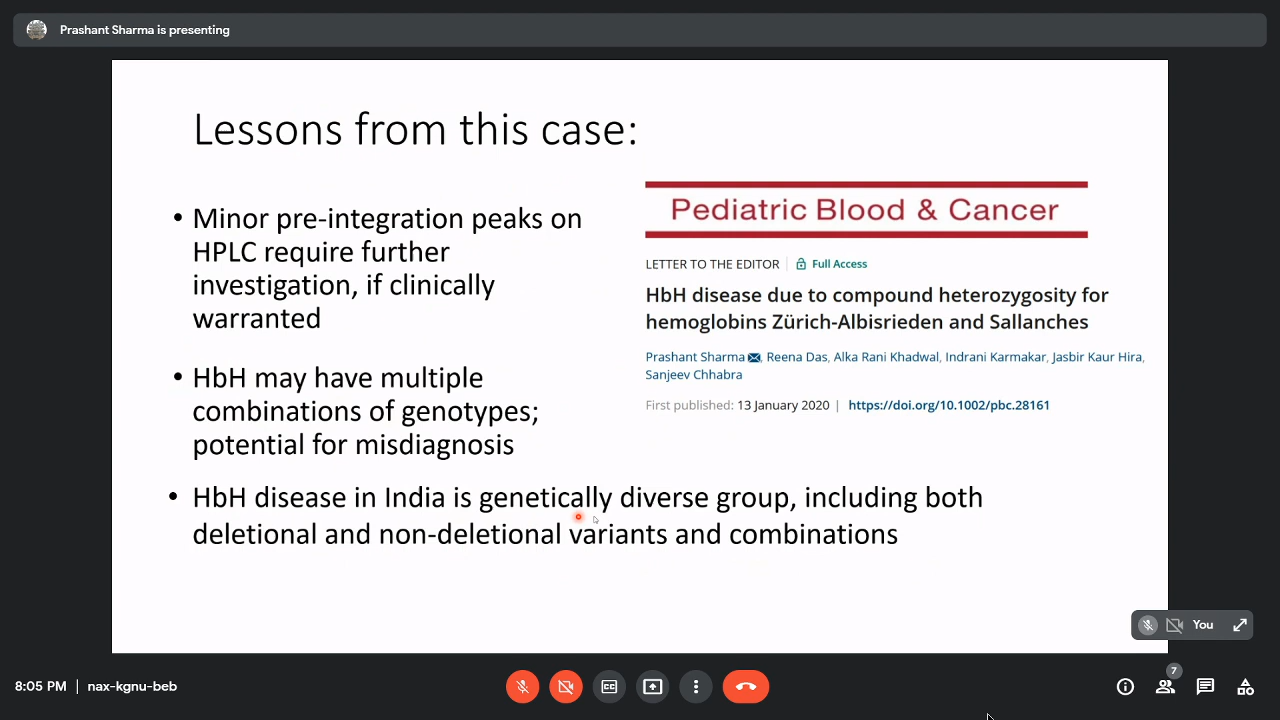 Prashant Sharma is presenting
Lessons from this case:
• Minor pre-integration peaks on
HPLC require further
investigation, if clinically
warranted
• HbH may have multiple
combinations of genotypes;
potential for misdiagnosis
• HbH disease in India is genetically diverse group, including both
deletional and non-deletional variants and combinations
Pediatric Blood & Cancer
LETTER TO THE EDITOR | Full Access
HbH disease due to compound heterozygosity for
hemoglobins Zürich-Albisrieden and Sallanches
Prashant Sharma, Reena Das, Alka Rani Khadwal, Indrani Karmakar, Jasbir Kaur Hira,
Sanjeev Chhabra
First published: 13 January 2020 | https://doi.org/10.1002/pbc.28161
You
8:05 PM | nax-kgnu-beb
CC
7